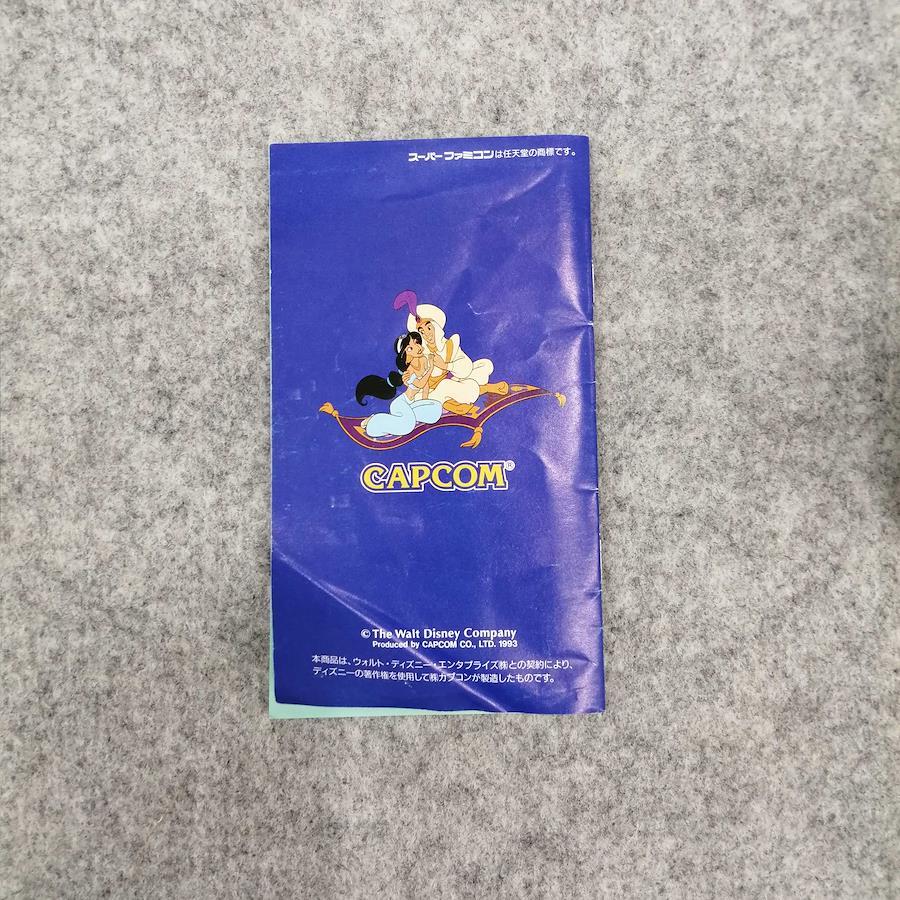 スーパーファミコンは任天堂の商標です。
CAPCOM®
© The Walt Disney Company
Produced by CAPCOM CO., LTD. 1993
本商品は、ウォルト・ディズニー・エンタプライズ㈱との契約により、
ディズニーの著作権を使用して㈱カプコンが製造したものです。